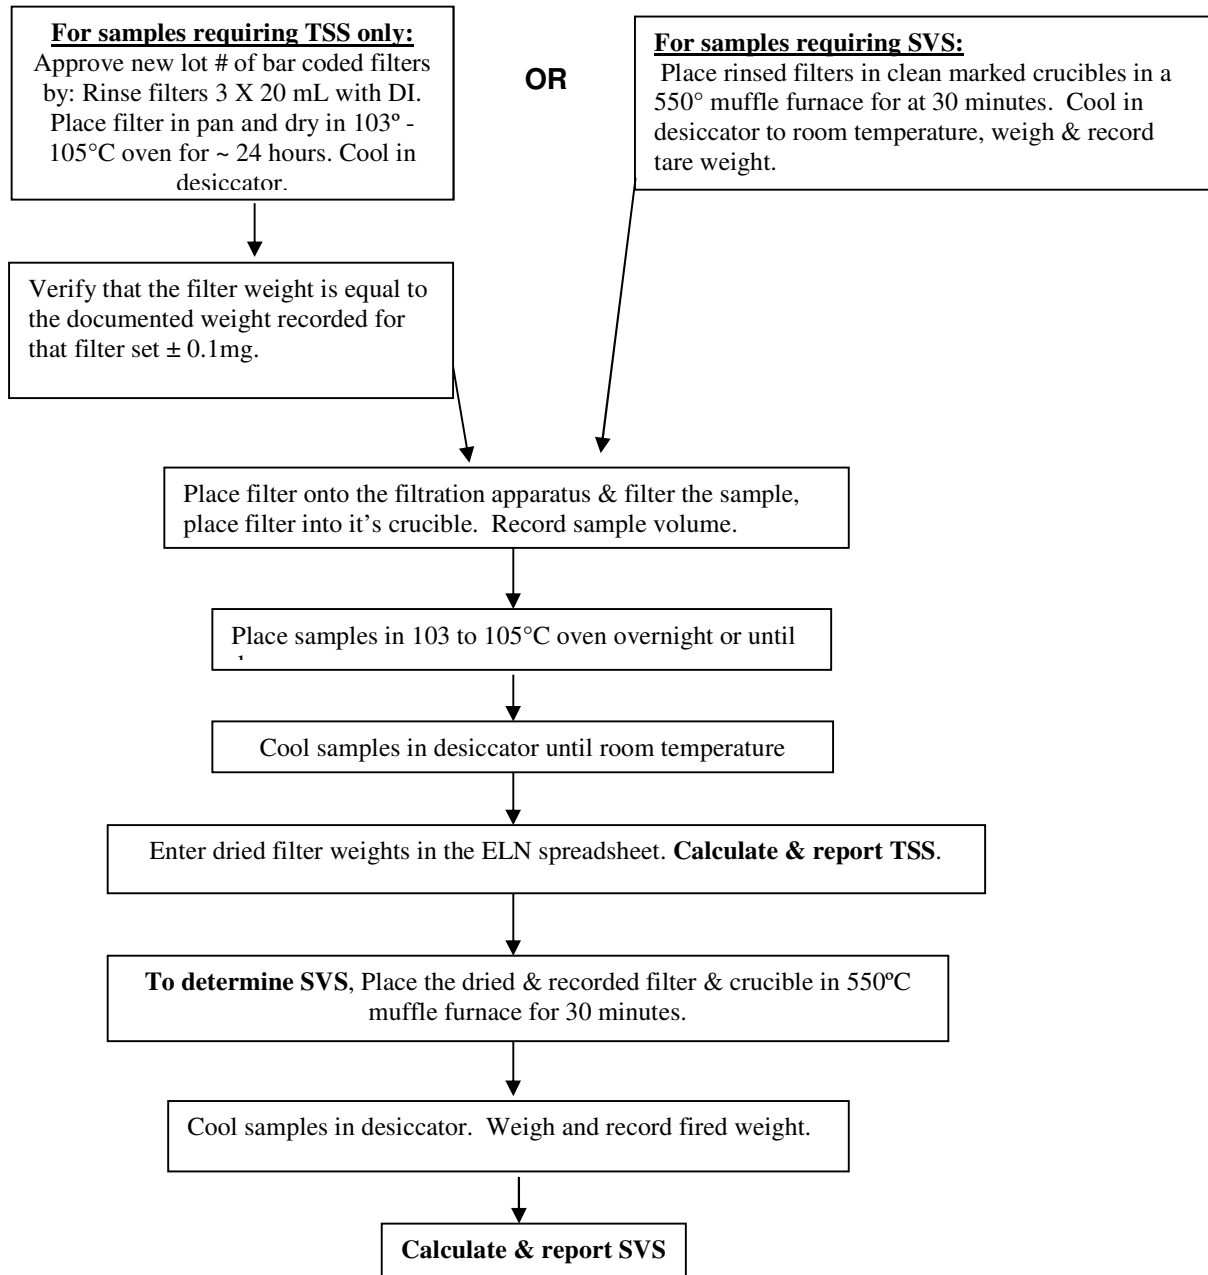 For samples requiring TSS only:
Approve new lot # of bar coded filters
by: Rinse filters 3 X 20 mL with DI.
Place filter in pan and dry in 103º -
105°C oven for ~ 24 hours. Cool in
desiccator.
OR
For samples requiring SVS:
Place rinsed filters in clean marked crucibles in a
550° muffle furnace for at 30 minutes.  Cool in
desiccator to room temperature, weigh & record
tare weight.
Verify that the filter weight is equal to
the documented weight recorded for
that filter set ± 0.1mg.
Place filter onto the filtration apparatus & filter the sample,
place filter into it's crucible.  Record sample volume.
Place samples in 103 to 105°C oven overnight or until
Cool samples in desiccator until room temperature
Enter dried filter weights in the ELN spreadsheet. Calculate & report TSS.
To determine SVS, Place the dried & recorded filter & crucible in 550ºC
muffle furnace for 30 minutes.
Cool samples in desiccator.  Weigh and record fired weight.
Calculate & report SVS